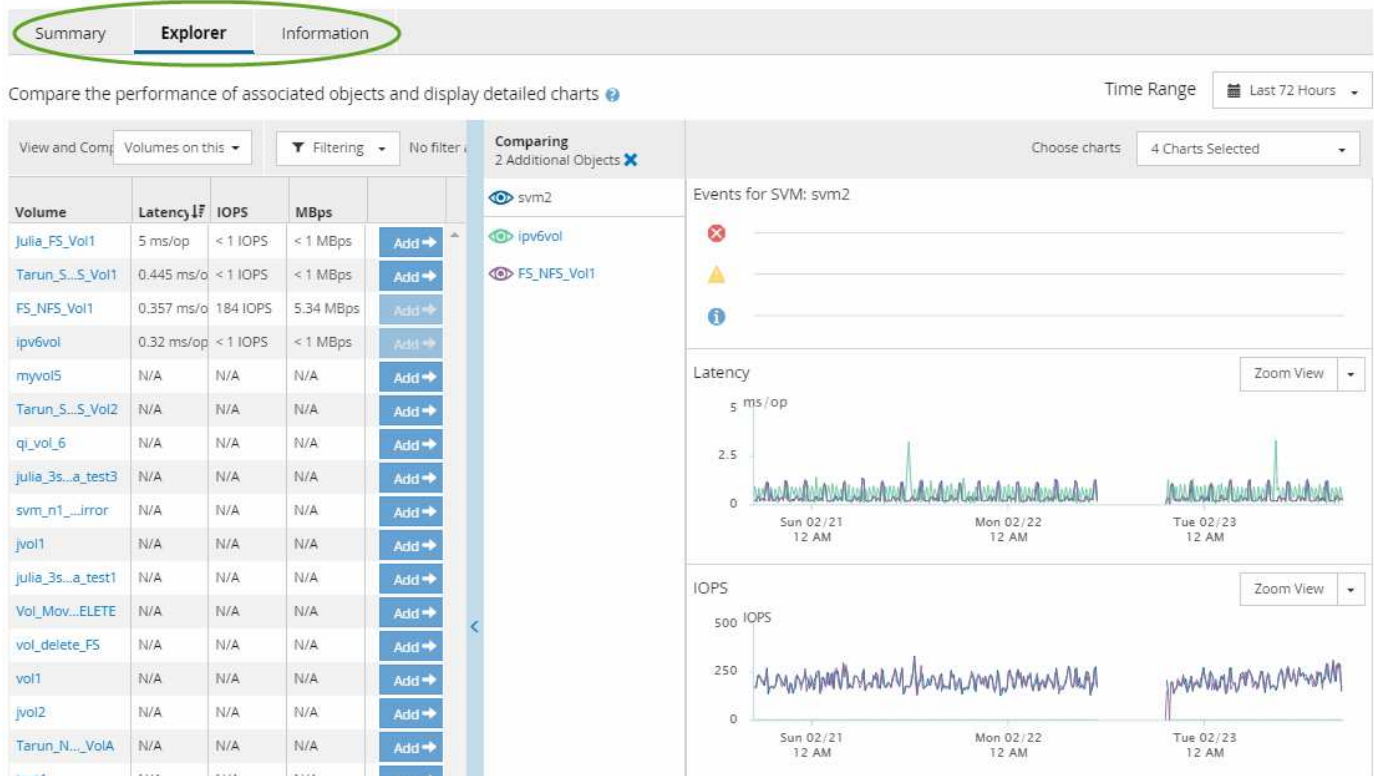 Summary Explorer Information
Compare the performance of associated objects and display detailed charts
Time Range Last 72 Hours
View and Comp Volumes on this Filtering No filter
Comparing
2 Additional Objects
Choose charts 4 Charts Selected
Volume Latency IOPS MBps
Julia_FS_Vol1 5 ms/op < 1 IOPS < 1 MBps Add
Tarun_S...S_Vol1 0.445 ms/o < 1 IOPS < 1 MBps Add
FS_NFS_Vol1 0.357 ms/o 184 IOPS 5.34 MBps Add
ipv6vol 0.32 ms/op < 1 IOPS < 1 MBps Add
myvol5 N/A N/A N/A Add
Tarun_S...S_Vol2 N/A N/A N/A Add
qi_vol_6 N/A N/A N/A Add
julia_3s...a_test3 N/A N/A N/A Add
svm_n1_...irror N/A N/A N/A Add
jvol1 N/A N/A N/A Add
julia_3s...a_test1 N/A N/A N/A Add
Vol_Mov...ELETE N/A N/A N/A Add
vol_delete_FS N/A N/A N/A Add
vol1 N/A N/A N/A Add
jvol2 N/A N/A N/A Add
Tarun_N..._VolA N/A N/A N/A Add
svm2
ipv6vol
FS_NFS_Vol1
Events for SVM: svm2
Latency Zoom View
5 ms/op
2.5
0
Sun 02/21 Mon 02/22 Tue 02/23
12 AM 12 AM 12 AM
IOPS Zoom View
500 IOPS
250
0
Sun 02/21 Mon 02/22 Tue 02/23
12 AM 12 AM 12 AM